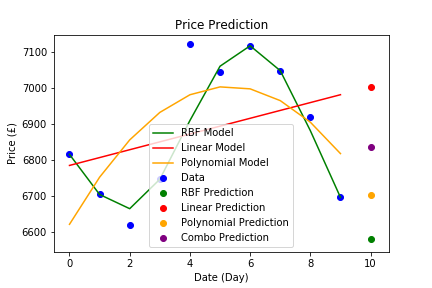 Price Prediction
7100
7000
6900
6800
6700
6600
Price (£)
RBF Model
Linear Model
Polynomial Model
Data
RBF Prediction
Linear Prediction
Polynomial Prediction
Combo Prediction
0 2 4 6 8 10
Date (Day)